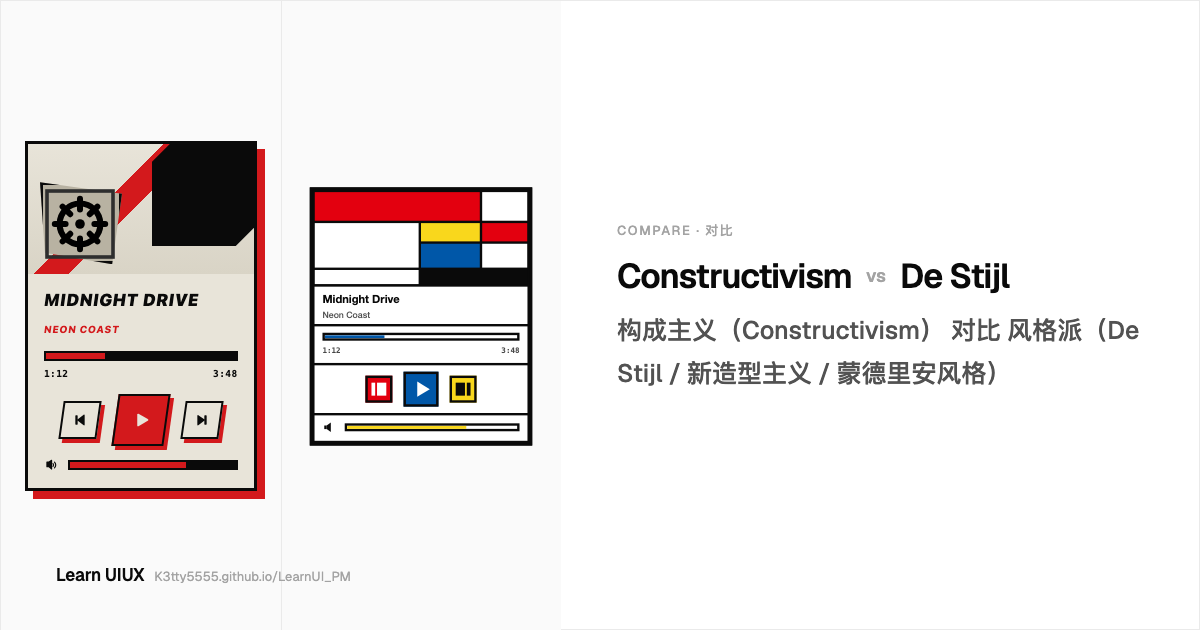 MIDNIGHT DRIVE
NEON COAST
1:12 3:48
Midnight Drive
Neon Coast
1:12 3:48
COMPARE · 对比
Constructivism vs De Stijl
构成主义（Constructivism） 对比 风格派（De
Stijl / 新造型主义 / 蒙德里安风格）
Learn UIUX K3tty5555.github.io/LearnUI_PM